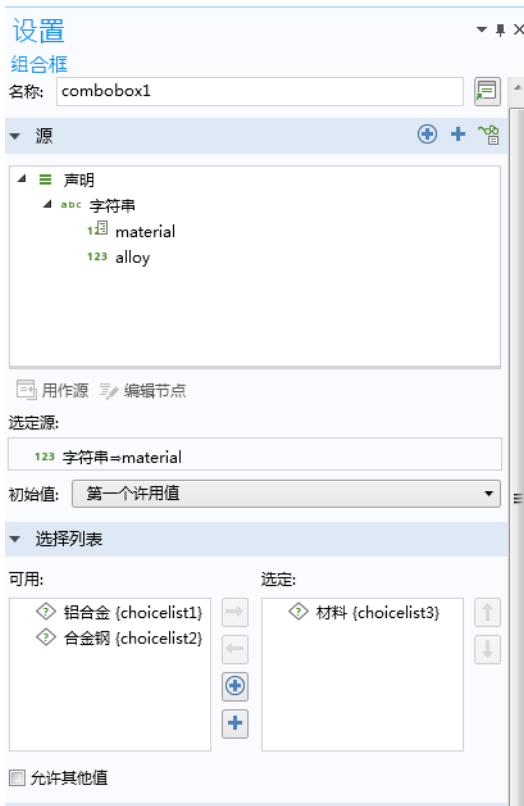 设置
组合框
名称: combobox1
源
声明
abc 字符串
material
123 alloy
用作源 编辑节点
选定源:
123 字符串⇒material
初始值: 第一个许用值
选择列表
可用: 选定:
铝合金 {choicelist1} 材料 {choicelist3}
合金钢 {choicelist2}
允许其他值